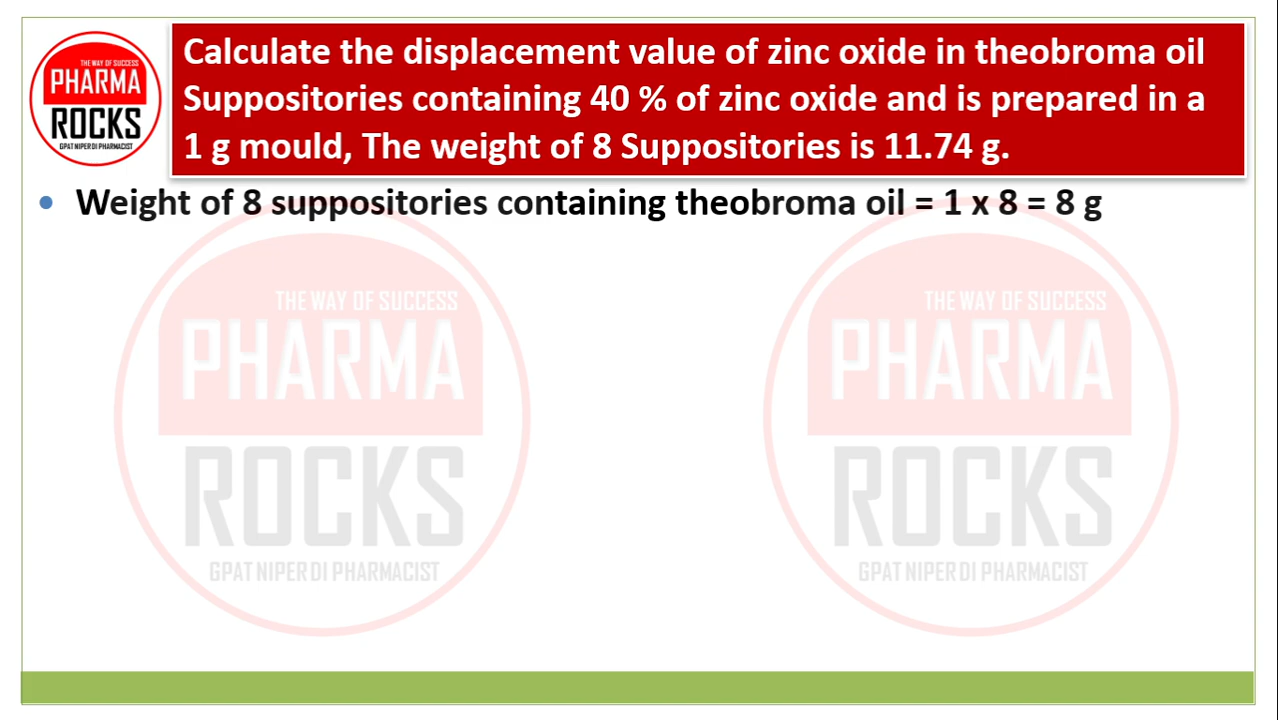 THE WAY OF SUCCESS
PHARMA
ROCKS
GPAT NIPER DI PHARMACIST
Calculate the displacement value of zinc oxide in theobroma oil
Suppositories containing 40 % of zinc oxide and is prepared in a
1 g mould, The weight of 8 Suppositories is 11.74 g.
• Weight of 8 suppositories containing theobroma oil = 1 x 8 = 8 g
THE WAY OF SUCCESS
PHARMA
ROCKS
GPAT NIPER DI PHARMACIST
THE WAY OF SUCCESS
PHARMA
ROCKS
GPAT NIPER DI PHARMACIST